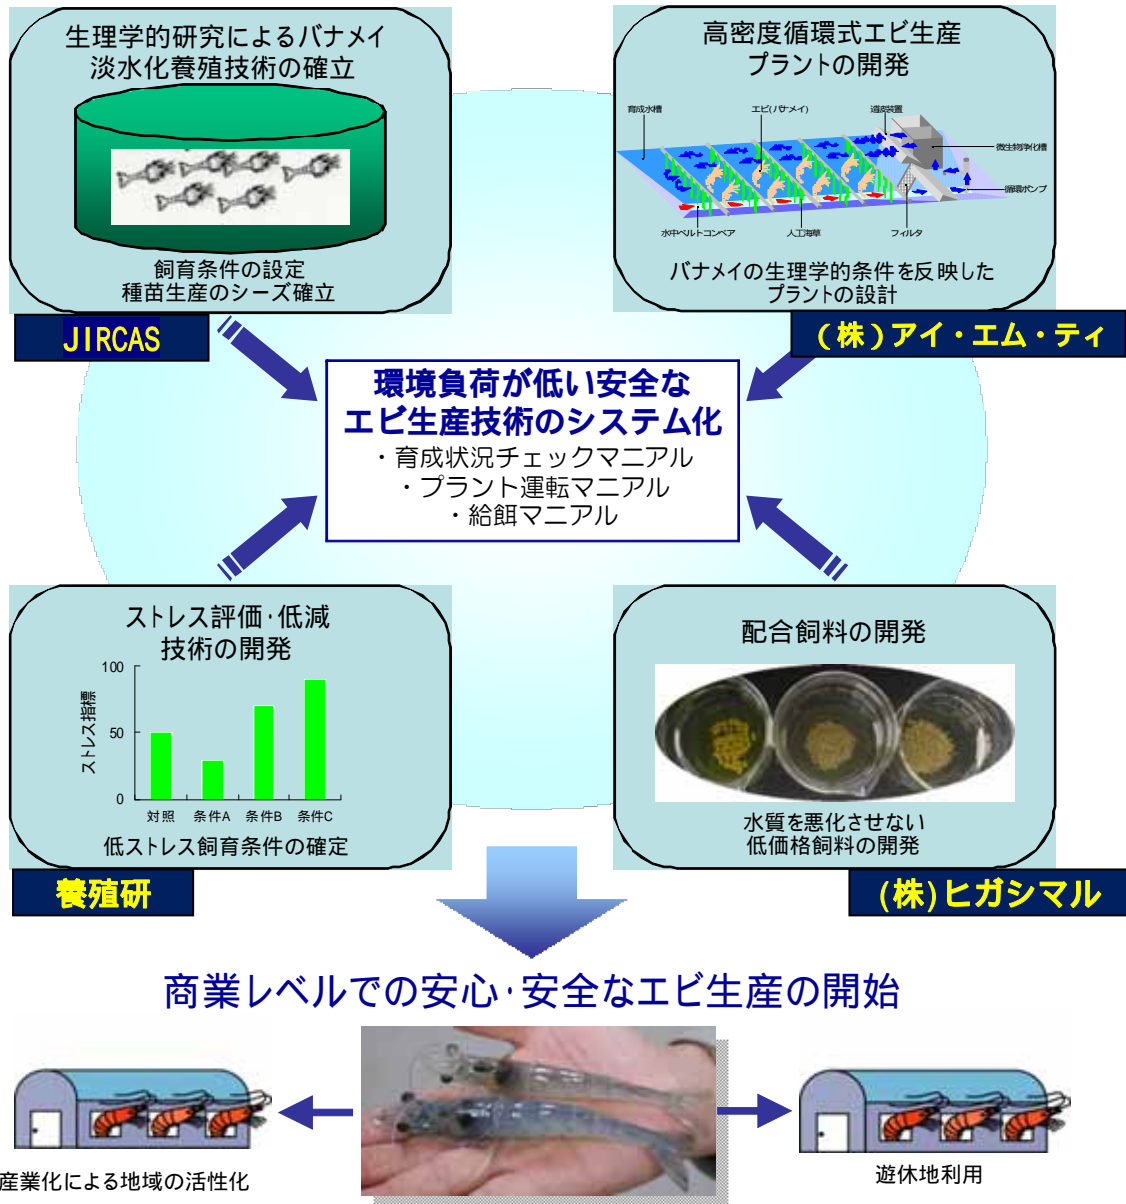 生理学的研究によるバナメイ
淡水化養殖技術の確立
飼育条件の設定
種苗生産のシーズ確立
JIRCAS
高密度循環式エビ生産
プラントの開発
育成水槽
エビ(バナメイ)
造波装置
微生物浄化槽
循環ポンプ
水中ベルトコンベア
人工海草
フィルタ
バナメイの生理学的条件を反映した
プラントの設計
(株)アイ・エム・ティ
環境負荷が低い安全な
エビ生産技術のシステム化
・育成状況チェックマニアル
・プラント運転マニアル
・給餌マニアル
ストレス評価・低減
技術の開発
ストレス指標
100
50
0
対照 条件A 条件B 条件C
低ストレス飼育条件の確定
養殖研
配合飼料の開発
水質を悪化させない
低価格飼料の開発
(株)ヒガシマル
商業レベルでの安心・安全なエビ生産の開始
産業化による地域の活性化
遊休地利用